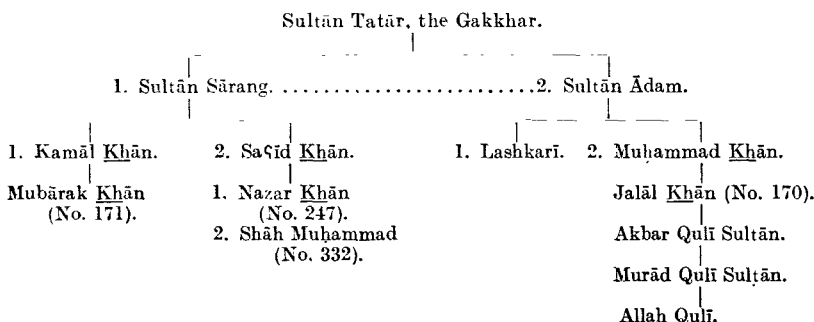 Sultān Tatār, the Gakkhar.
1. Sultān Sārang. ............................2. Sultān Ādam.
1. Kamāl Khān. 2. Saʕīd Khān. 1. Lashkarī. 2. Muḥammad Khān.
Mubārak Khān 1. Nazar Khān Jalāl Khān (No. 170).
(No. 171). (No. 247).
2. Shāh Muḥammad Akbar Qulī Sultān.
(No. 332).
Murād Qulī Sulṭān.
Allah Qulī.